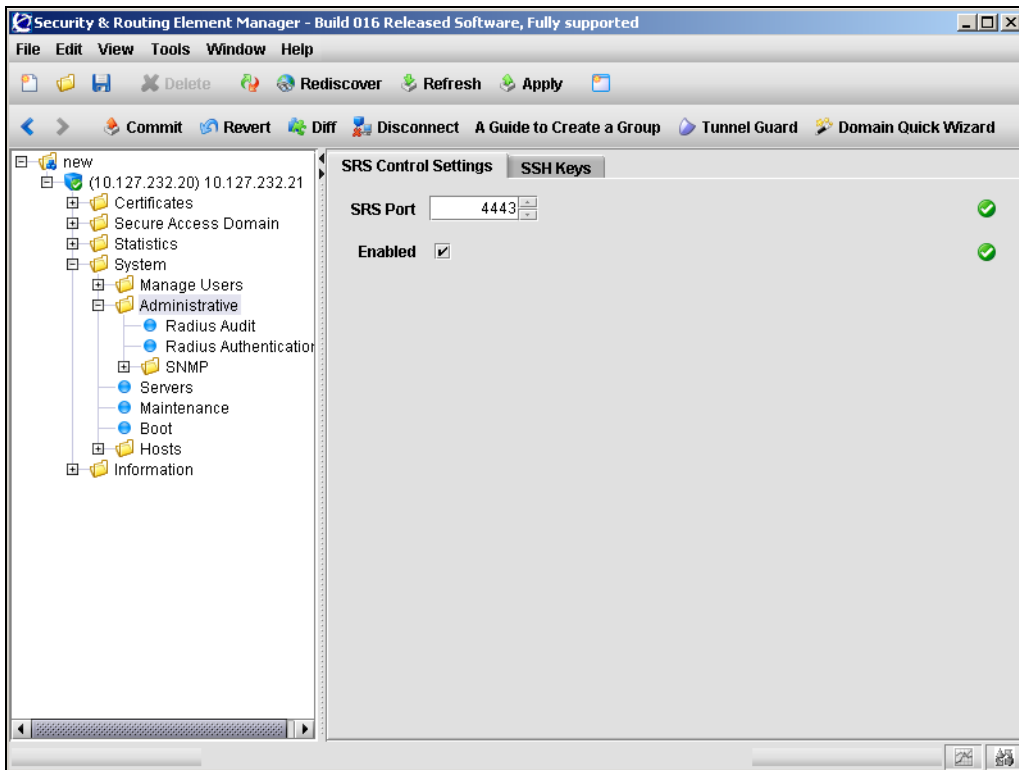 Security & Routing Element Manager - Build 016 Released Software, Fully supported
File Edit View Tools Window Help
Delete Rediscover Refresh Apply
Commit Revert Diff Disconnect A Guide to Create a Group Tunnel Guard Domain Quick Wizard
new
(10.127.232.20) 10.127.232.21
Certificates
Secure Access Domain
Statistics
System
Manage Users
Administrative
Radius Audit
Radius Authentication
SNMP
Servers
Maintenance
Boot
Hosts
Information
SRS Control Settings SSH Keys
SRS Port 4443
Enabled